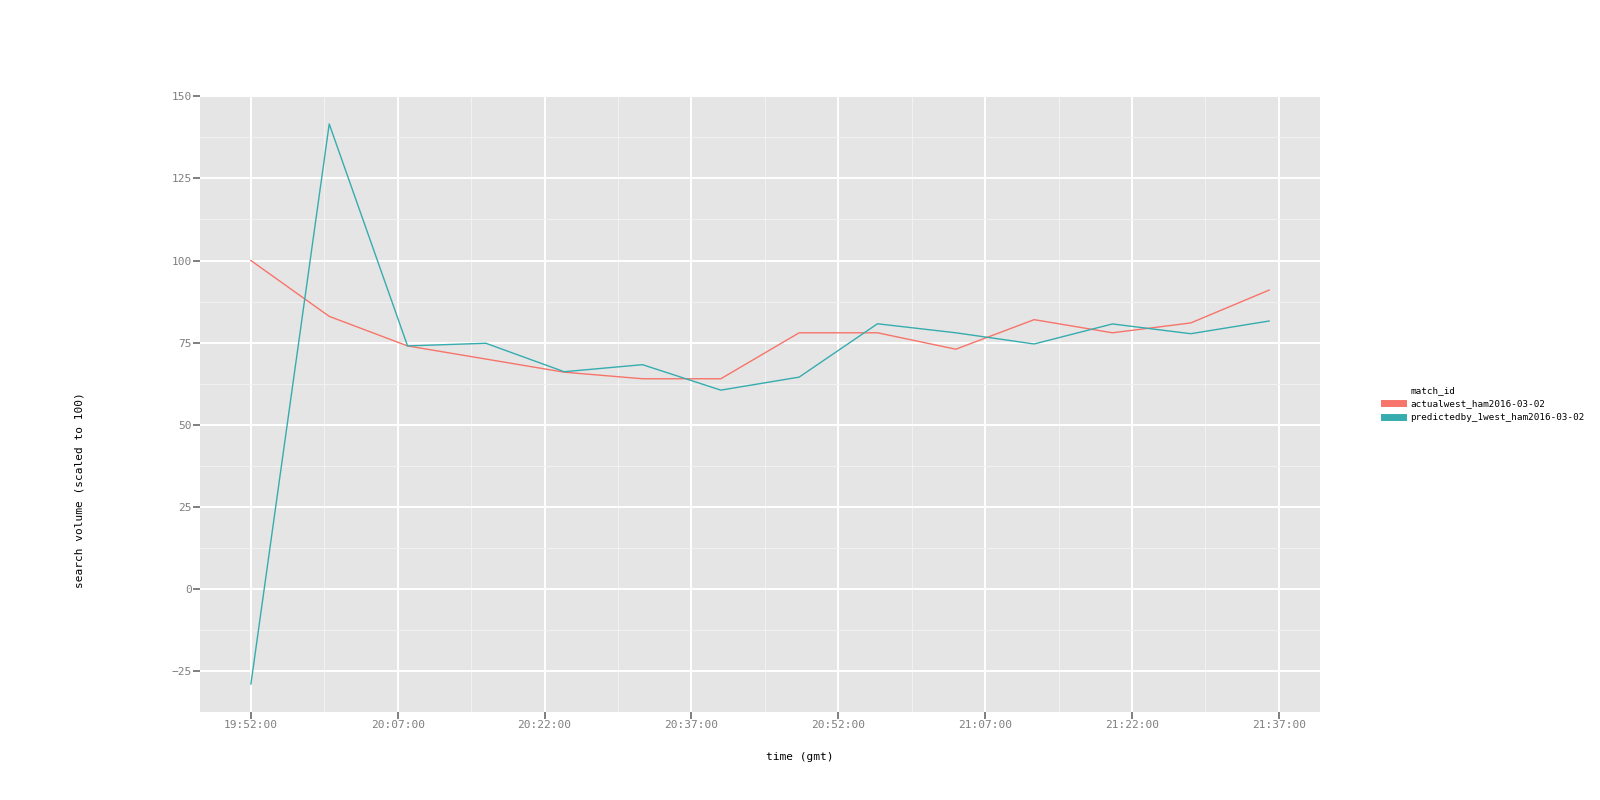 150
125
100
75
50
25
0
−25
search volume (scaled to 100)
19:52:00 20:07:00 20:22:00 20:37:00 20:52:00 21:07:00 21:22:00 21:37:00
time (gmt)
match_id
actualwest_ham2016-03-02
predictedby_1west_ham2016-03-02